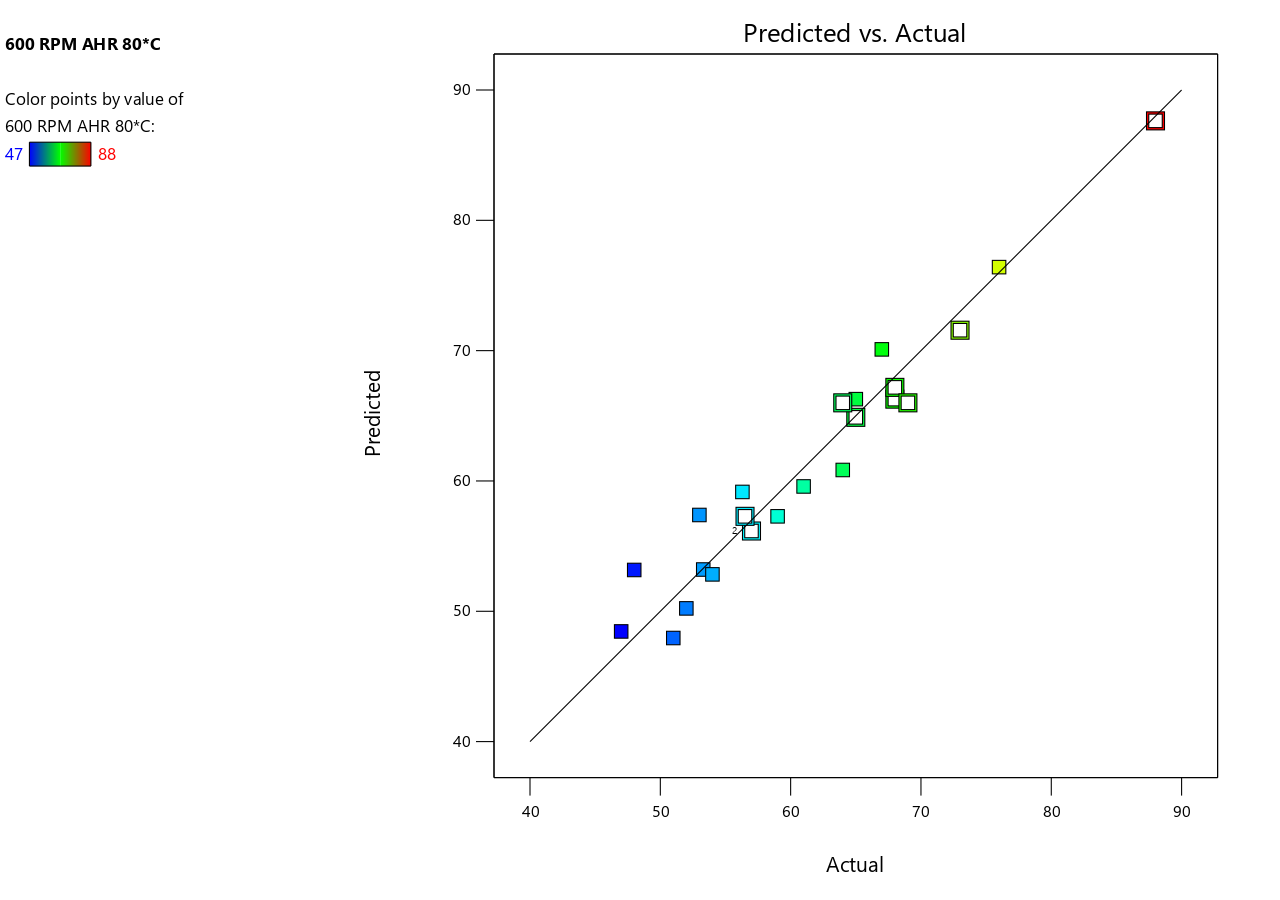 600 RPM AHR 80*C
Color points by value of
600 RPM AHR 80*C:
47 88
Predicted vs. Actual
90
80
70
60
50
40
Predicted
2
40 50 60 70 80 90
Actual